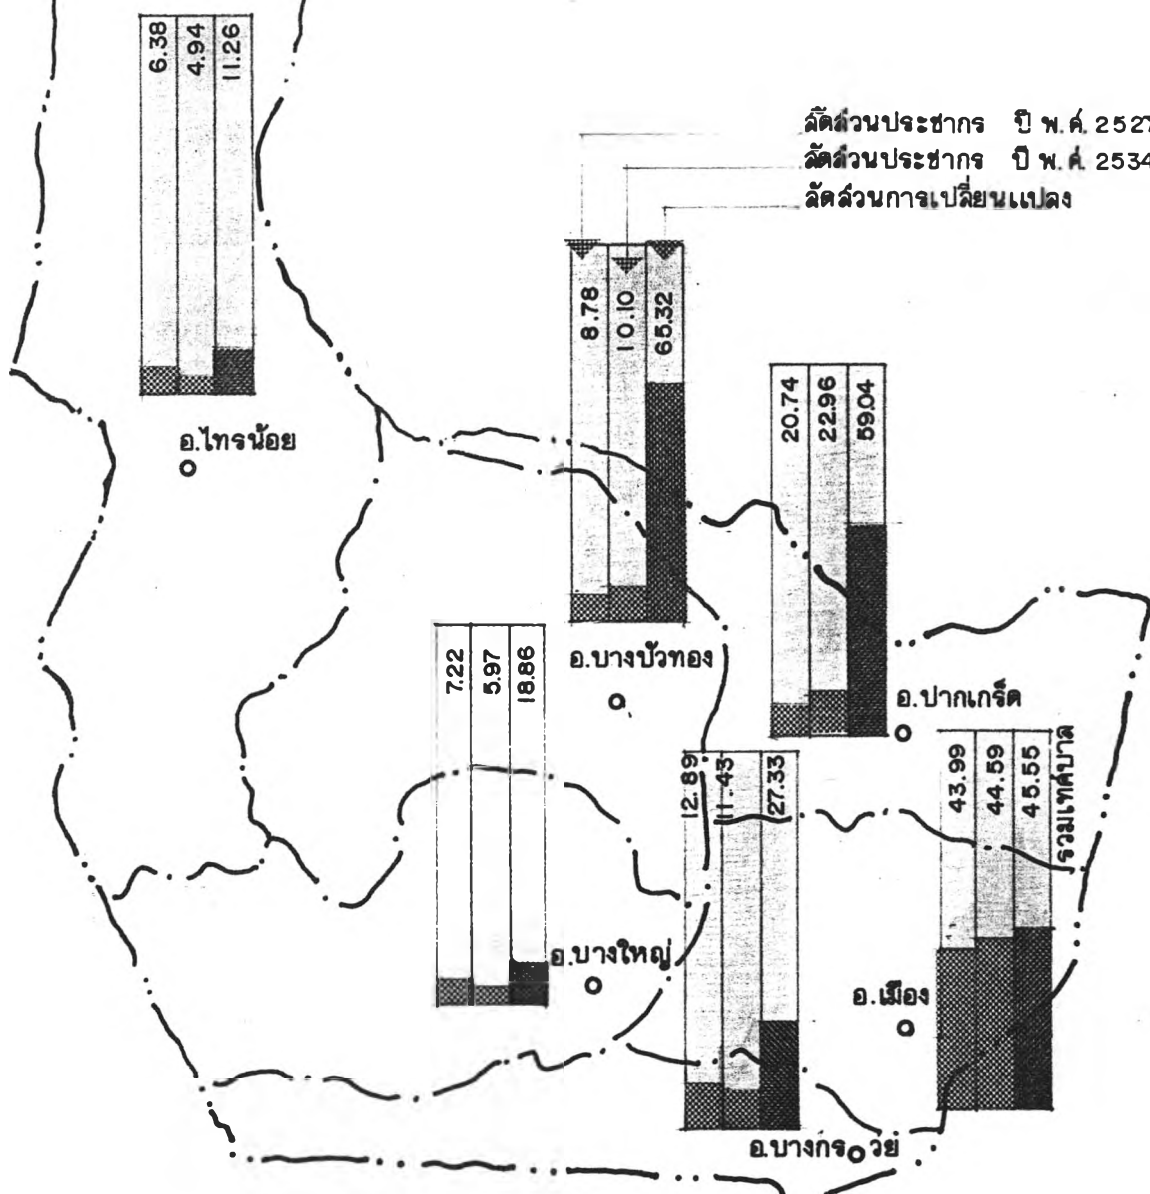 6.38
4.94
11.26
สัดส่วนประชากร ปี พ.ศ. 2527
สัดส่วนประชากร ปี พ.ศ. 2534
สัดส่วนการเปลี่ยนแปลง
8.78
10.10
65.32
20.74
22.96
59.04
อ.ไทรน้อย
7.22
5.97
18.86
อ.บางบัวทอง
อ.ปากเกร็ด
12.89
11.43
27.33
43.99
44.59
45.55
รวมเทศบาล
อ.บางใหญ่
อ.เมือง
อ.บางกรวย